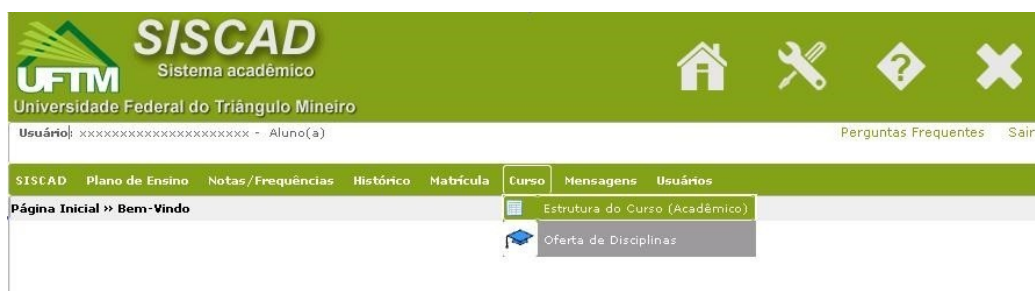 SISCAD
Sistema acadêmico
UFTM
Universidade Federal do Triângulo Mineiro
?
Usuário: xxxxxxxxxxxxxxxxxxxxx - Aluno(a) Perguntas Frequentes Sair
SISCAD Plano de Ensino Notas/Frequências Histórico Matrícula Curso Mensagens Usuários
Página Inicial » Bem-Vindo Estrutura do Curso (Acadêmico)
Oferta de Disciplinas